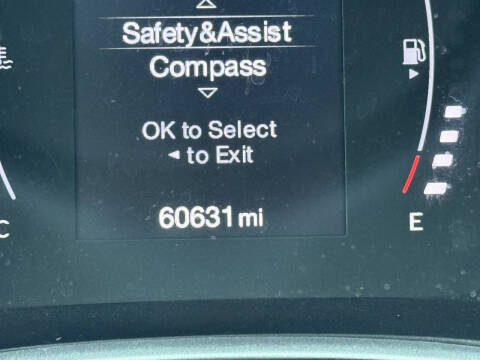 Safety&Assist
Compass
OK to Select
◄ to Exit
60631 mi
E
C